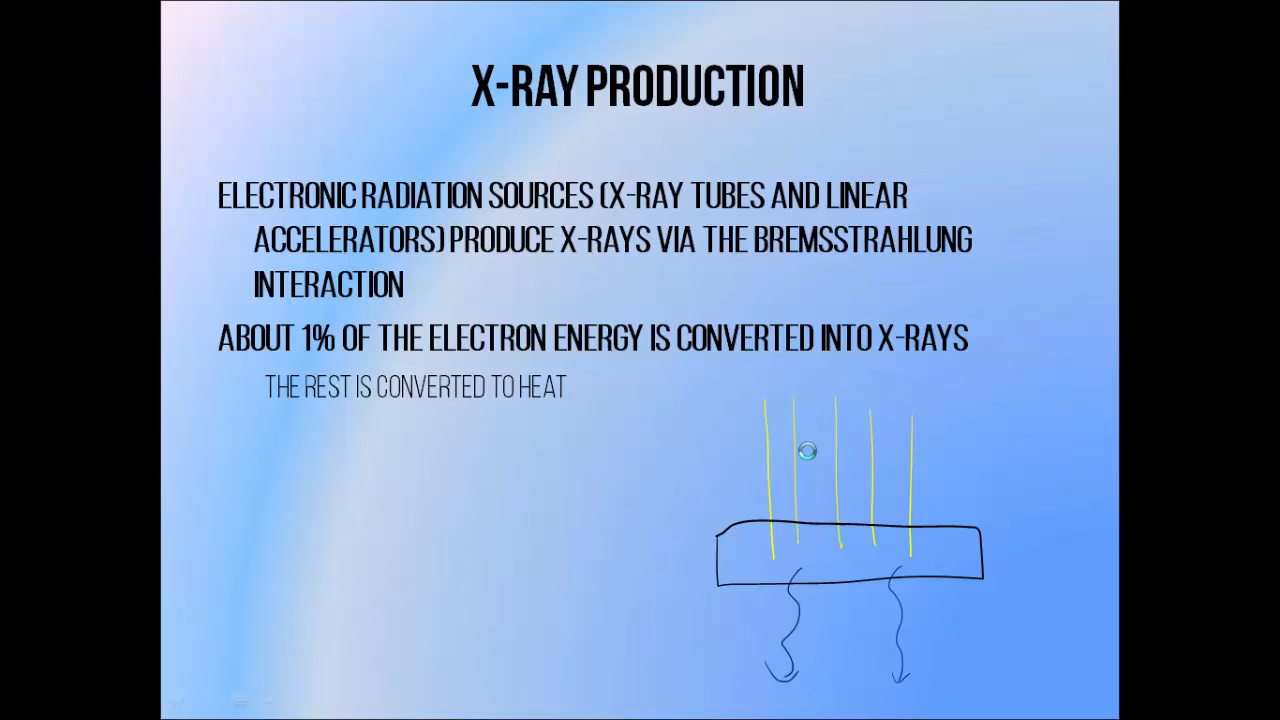 X-RAY PRODUCTION
ELECTRONIC RADIATION SOURCES (X-RAY TUBES AND LINEAR
ACCELERATORS) PRODUCE X-RAYS VIA THE BREMSSTRAHLUNG
INTERACTION
ABOUT 1% OF THE ELECTRON ENERGY IS CONVERTED INTO X-RAYS
THE REST IS CONVERTED TO HEAT